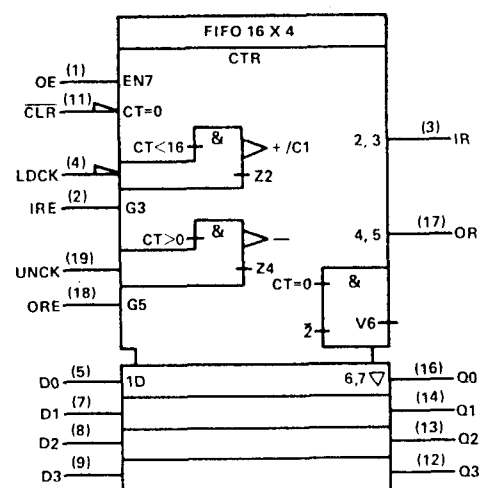 FIFO 16 X 4
CTR
OE (1) EN7
CLR (11) CT=0
CT<16 & + /C1
LDCK (4) Z2
2, 3 (3) IR
IRE (2) G3
CT>0 & −
4, 5 (17) OR
UNCK (19) Z4
ORE (18) G5
CT=0 &
2 V6
D0 (5) 1D 6,7 ▽ (16) Q0
D1 (7) (14) Q1
D2 (8) (13) Q2
D3 (9) (12) Q3